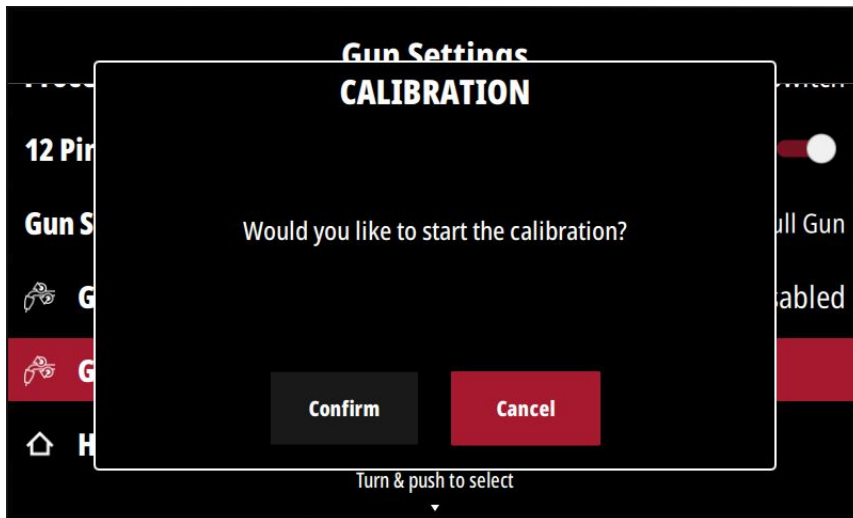 Gun Settings
CALIBRATION
12 Pin
Gun S
Would you like to start the calibration?
ull Gun
G
abled
G
Confirm
Cancel
H
Turn & push to select